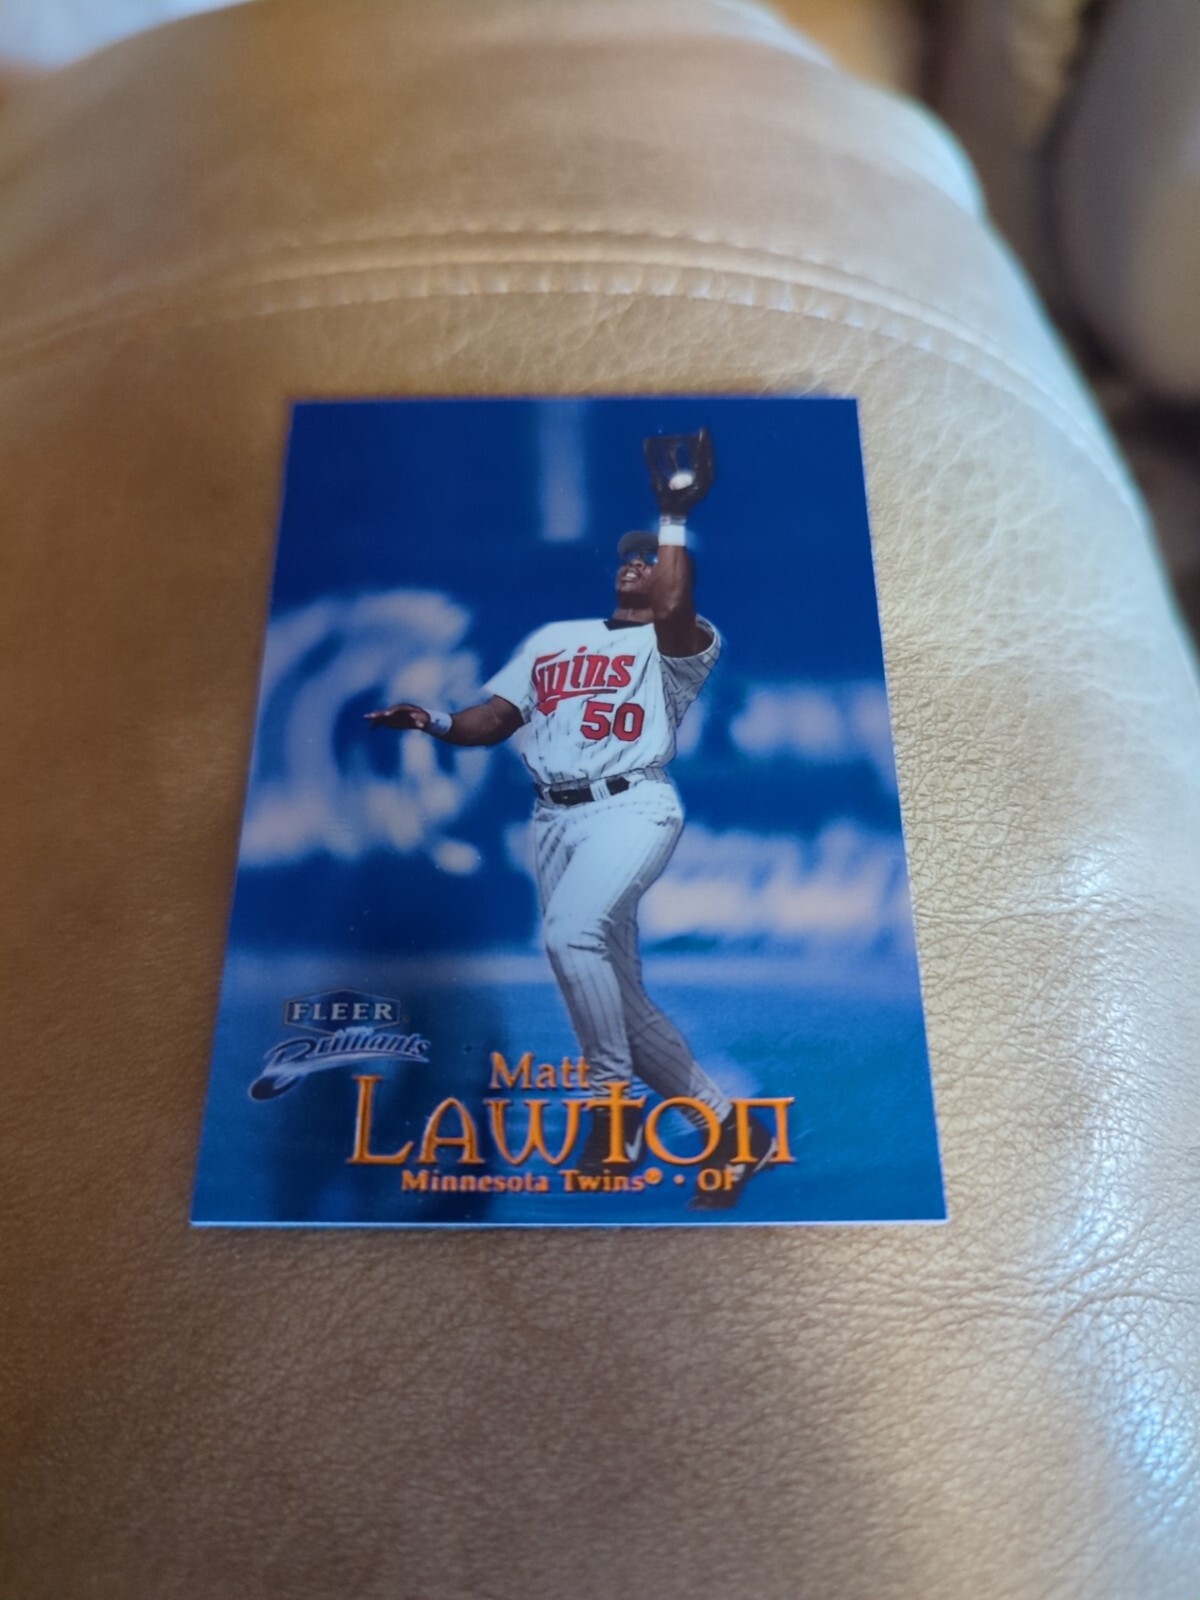 Twins
50
FLEER
Brilliants
Matt
Lawton
Minnesota Twins® • OF